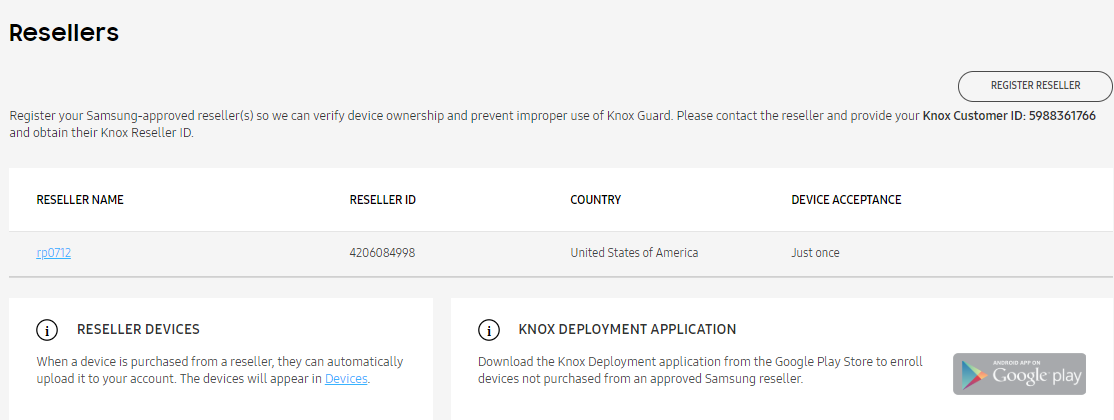 Resellers
REGISTER RESELLER
Register your Samsung-approved reseller(s) so we can verify device ownership and prevent improper use of Knox Guard. Please contact the reseller and provide your Knox Customer ID: 5988361766
and obtain their Knox Reseller ID.
RESELLER NAME RESELLER ID COUNTRY DEVICE ACCEPTANCE
rp0712 4206084998 United States of America Just once
RESELLER DEVICES
When a device is purchased from a reseller, they can automatically
upload it to your account. The devices will appear in Devices.
KNOX DEPLOYMENT APPLICATION
Download the Knox Deployment application from the Google Play Store to enroll
devices not purchased from an approved Samsung reseller.
ANDROID APP ON
Google play